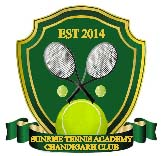 EST 2014
SUNRISE TENNIS ACADEMY
CHANDIGARH CLUB